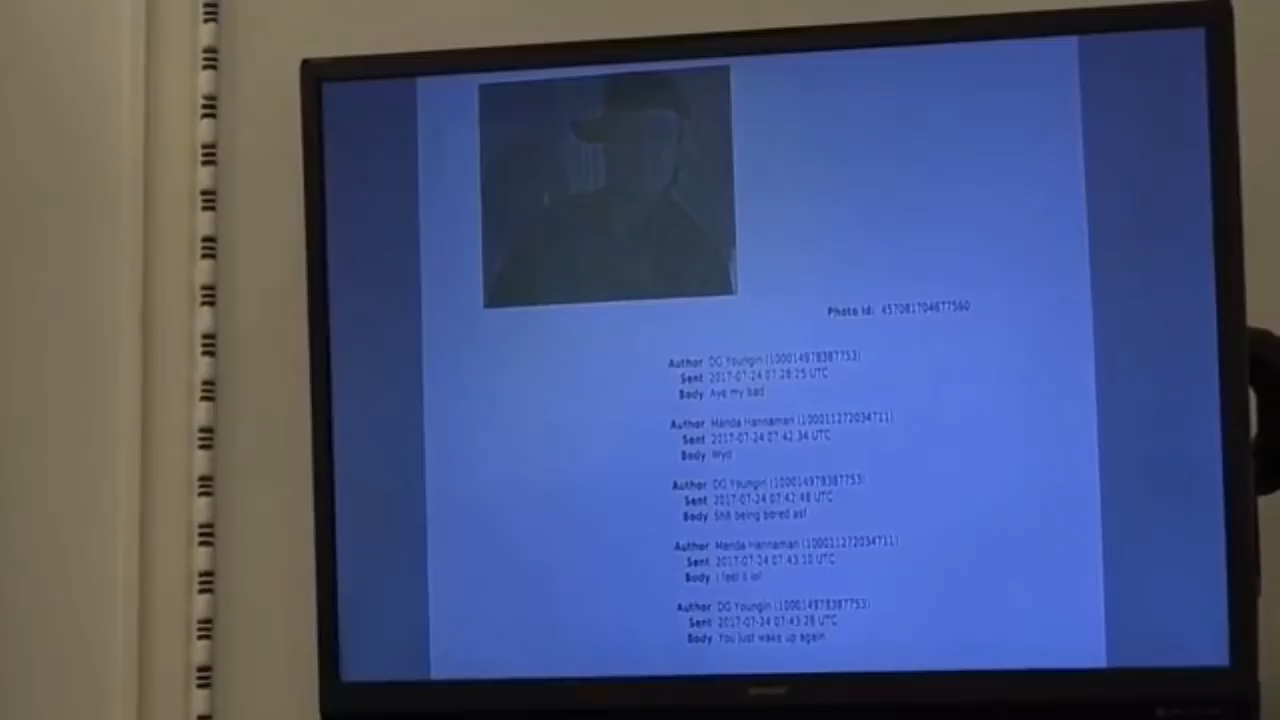 Photo Id: 457081704677560
Author DG Youngin (100014978387753)
Sent 2017-07-24 07:28:25 UTC
Body Aye my bad
Author Manda Hannaman (100011272034711)
Sent 2017-07-24 07:42:34 UTC
Body Wyd
Author DG Youngin (100014978387753)
Sent 2017-07-24 07:42:48 UTC
Body Shit being bored asf
Author Manda Hannaman (100011272034711)
Sent 2017-07-24 07:43:10 UTC
Body I feel it lol
Author DG Youngin (100014978387753)
Sent 2017-07-24 07:43:28 UTC
Body You just wake up again
SHARP